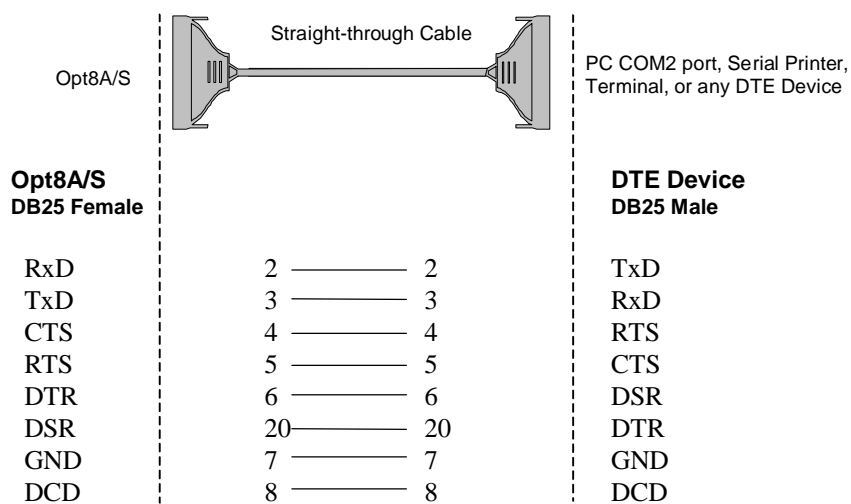 Straight-through Cable
Opt8A/S
PC COM2 port, Serial Printer,
Terminal, or any DTE Device
Opt8A/S
DB25 Female
DTE Device
DB25 Male
RxD 2 2 TxD
TxD 3 3 RxD
CTS 4 4 RTS
RTS 5 5 CTS
DTR 6 6 DSR
DSR 20 20 DTR
GND 7 7 GND
DCD 8 8 DCD